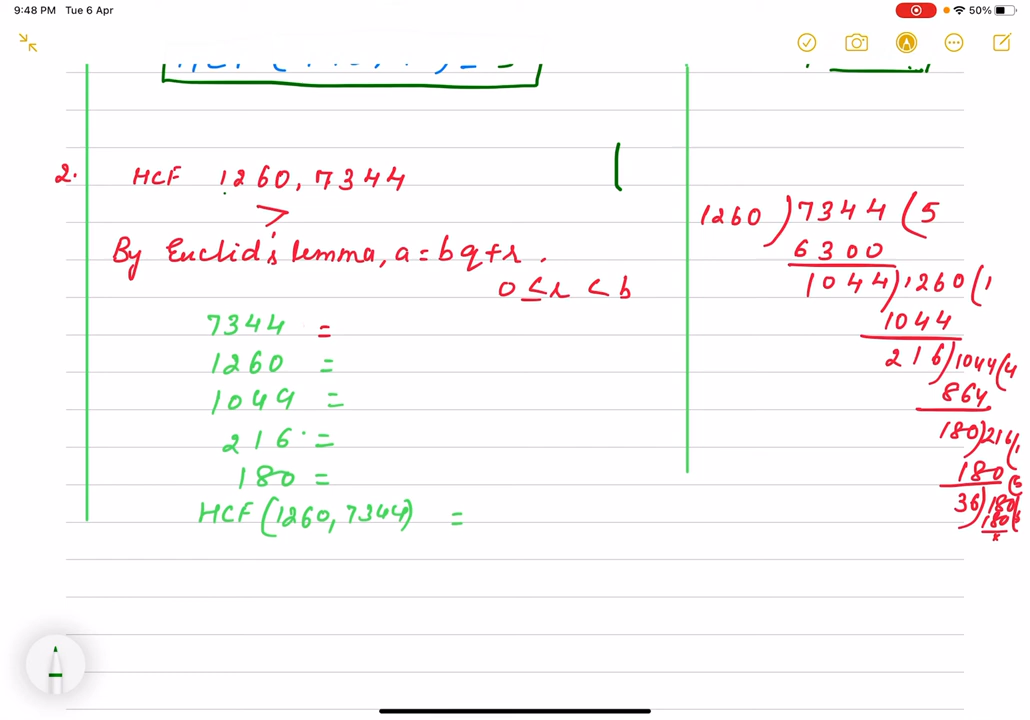 9:48 PM Tue 6 Apr
50%
2. HCF 1260, 7344
>
By Euclid's lemma, a = bq + r .
0 ≤ r < b
7344 =
1260 =
1049 =
216 =
180 =
HCF (1260, 7344) =
1260 ) 7344 ( 5
6300
1044 ) 1260 ( 1
1044
216 ) 1044 ( 4
864
180 ) 216 ( 1
180
36 ) 180 ( 5
180
x